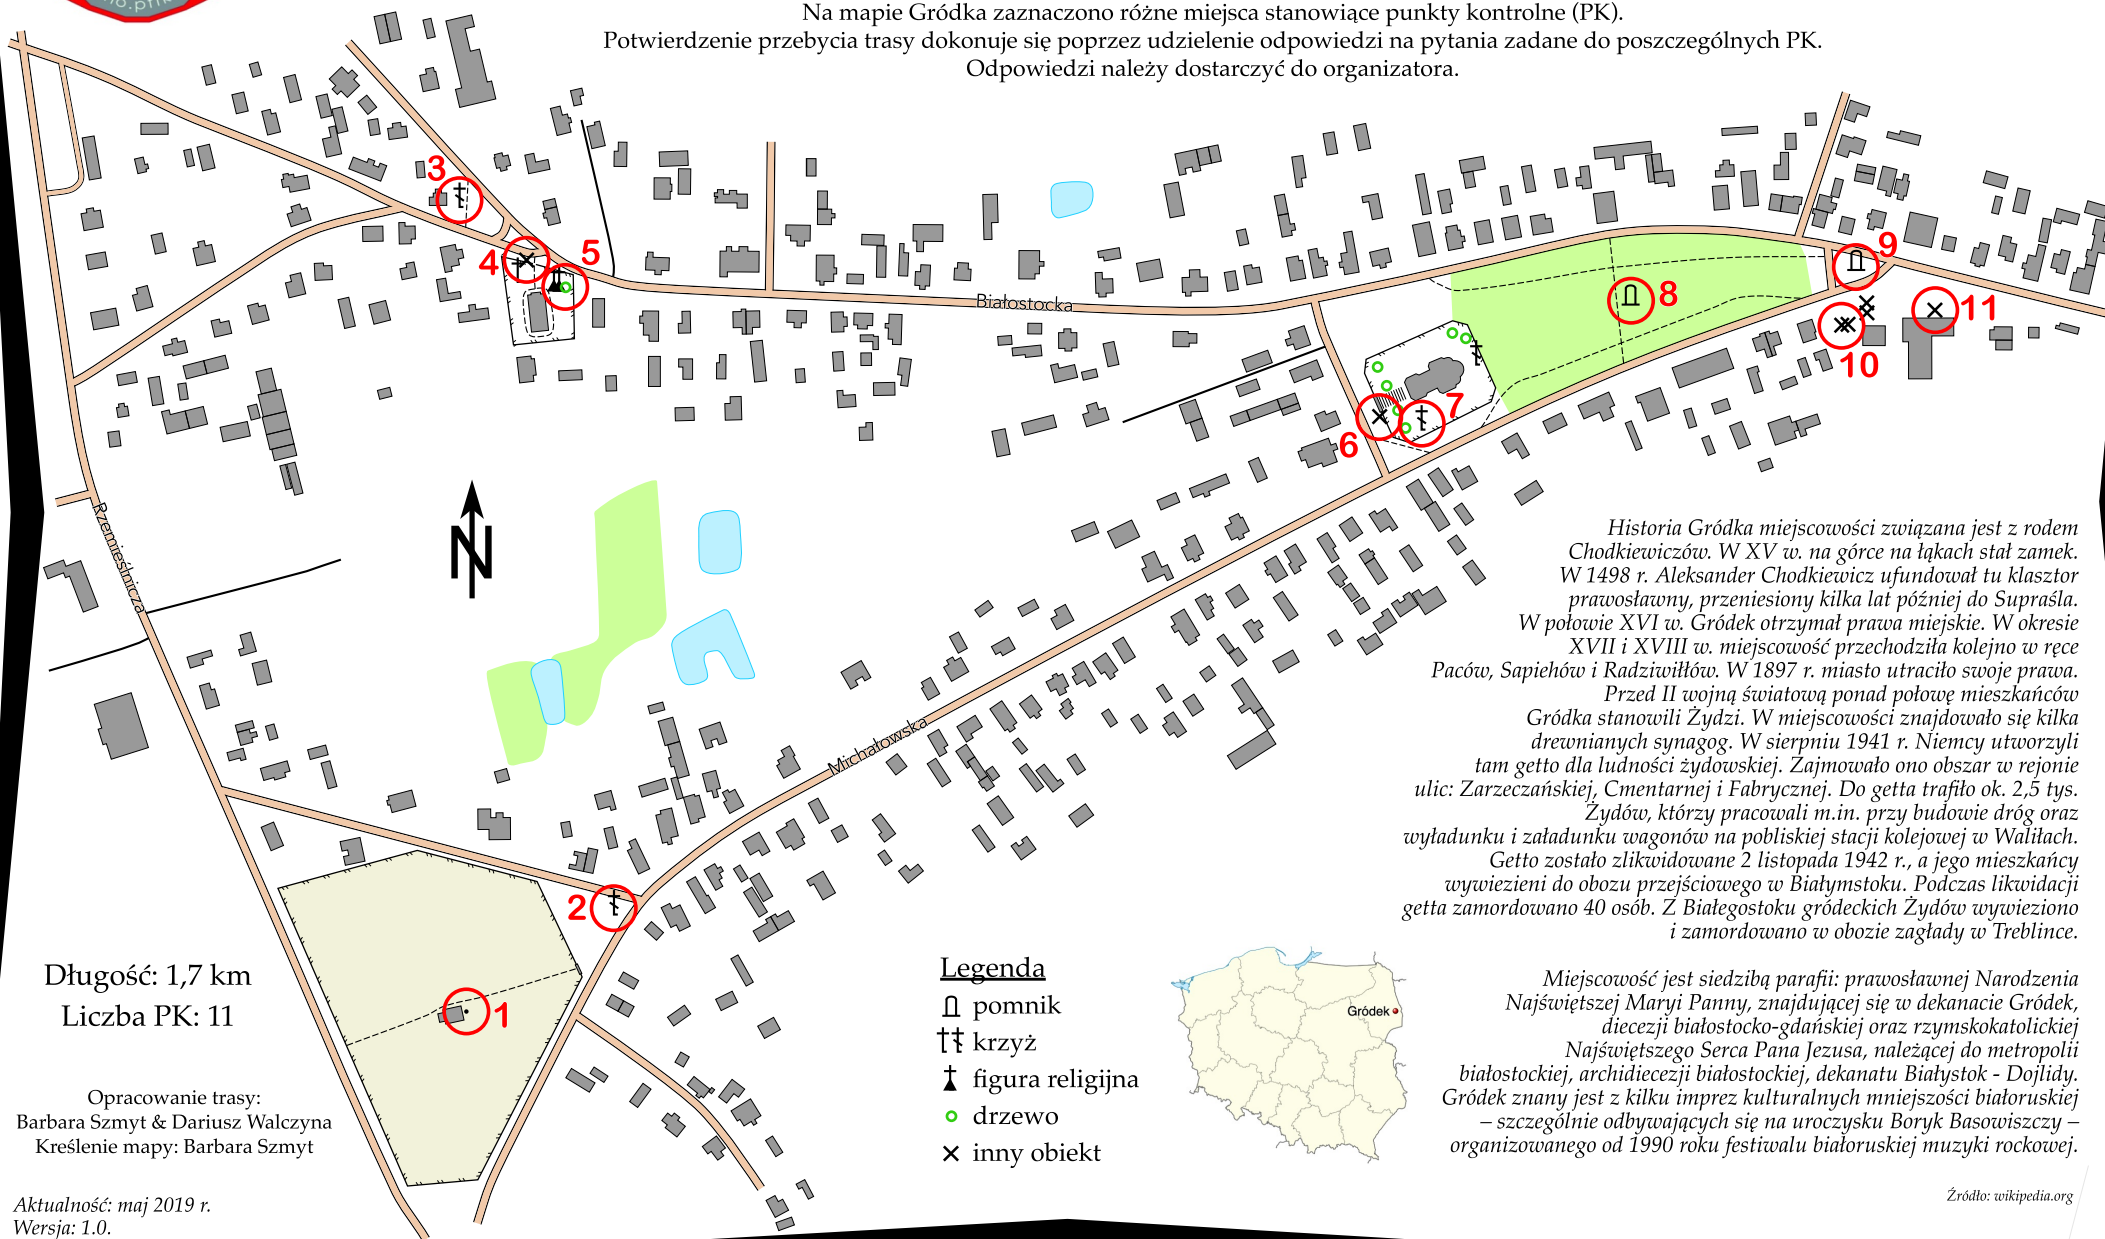 Na mapie Gródka zaznaczono różne miejsca stanowiące punkty kontrolne (PK).
Potwierdzenie przebycia trasy dokonuje się poprzez udzielenie odpowiedzi na pytania zadane do poszczególnych PK.
Odpowiedzi należy dostarczyć do organizatora.
3
4
5
Białostocka
8
9
11
10
7
6
Rzemieślnicza
Michałowska
2
1
Historia Gródka miejscowości związana jest z rodem
Chodkiewiczów. W XV w. na górce na łąkach stał zamek.
W 1498 r. Aleksander Chodkiewicz ufundował tu klasztor
prawosławny, przeniesiony kilka lat później do Supraśla.
W połowie XVI w. Gródek otrzymał prawa miejskie. W okresie
XVII i XVIII w. miejscowość przechodziła kolejno w ręce
Paców, Sapiehów i Radziwiłłów. W 1897 r. miasto utraciło swoje prawa.
Przed II wojną światową ponad połowę mieszkańców
Gródka stanowili Żydzi. W miejscowości znajdowało się kilka
drewnianych synagog. W sierpniu 1941 r. Niemcy utworzyli
tam getto dla ludności żydowskiej. Zajmowało ono obszar w rejonie
ulic: Zarzeczańskiej, Cmentarnej i Fabrycznej. Do getta trafiło ok. 2,5 tys.
Żydów, którzy pracowali m.in. przy budowie dróg oraz
wyładunku i załadunku wagonów na pobliskiej stacji kolejowej w Waliłach.
Getto zostało zlikwidowane 2 listopada 1942 r., a jego mieszkańcy
wywiezieni do obozu przejściowego w Białymstoku. Podczas likwidacji
getta zamordowano 40 osób. Z Białegostoku gródeckich Żydów wywieziono
i zamordowano w obozie zagłady w Treblince.
Miejscowość jest siedzibą parafii: prawosławnej Narodzenia
Najświętszej Maryi Panny, znajdującej się w dekanacie Gródek,
diecezji białostocko-gdańskiej oraz rzymskokatolickiej
Najświętszego Serca Pana Jezusa, należącej do metropolii
białostockiej, archidiecezji białostockiej, dekanatu Białystok - Dojlidy.
Gródek znany jest z kilku imprez kulturalnych mniejszości białoruskiej
– szczególnie odbywających się na uroczysku Boryk Basowiszczy –
organizowanego od 1990 roku festiwalu białoruskiej muzyki rockowej.
Źródło: wikipedia.org
Długość: 1,7 km
Liczba PK: 11
Opracowanie trasy:
Barbara Szmyt & Dariusz Walczyna
Kreślenie mapy: Barbara Szmyt
Aktualność: maj 2019 r.
Wersja: 1.0.
Legenda
pomnik
krzyż
figura religijna
drzewo
inny obiekt
Gródek
N